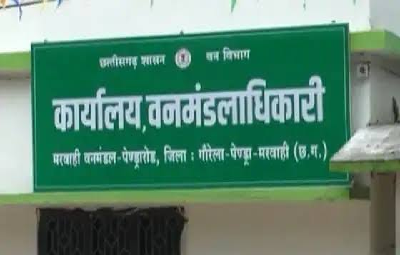 छत्तीसगढ़ शासन वन विभाग
कार्यालय, वनमंडलाधिकारी
मरवाही वनमंडल-पेण्ड्रारोड, जिला : गौरेला-पेण्ड्रा-मरवाही (छ.ग.)